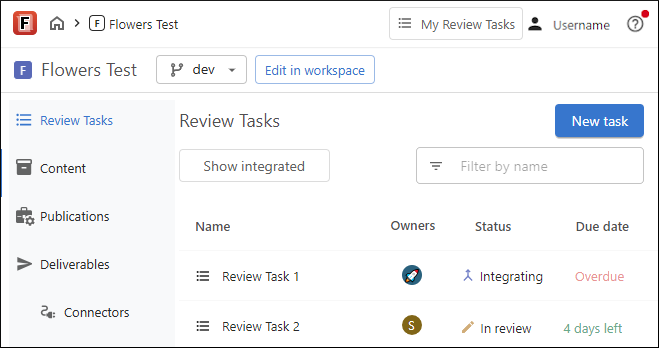 F F Flowers Test My Review Tasks Username
F Flowers Test dev Edit in workspace
Review Tasks
Content
Publications
Deliverables
Connectors
Review Tasks New task
Show integrated Filter by name
Name Owners Status Due date
Review Task 1 Integrating Overdue
Review Task 2 S In review 4 days left